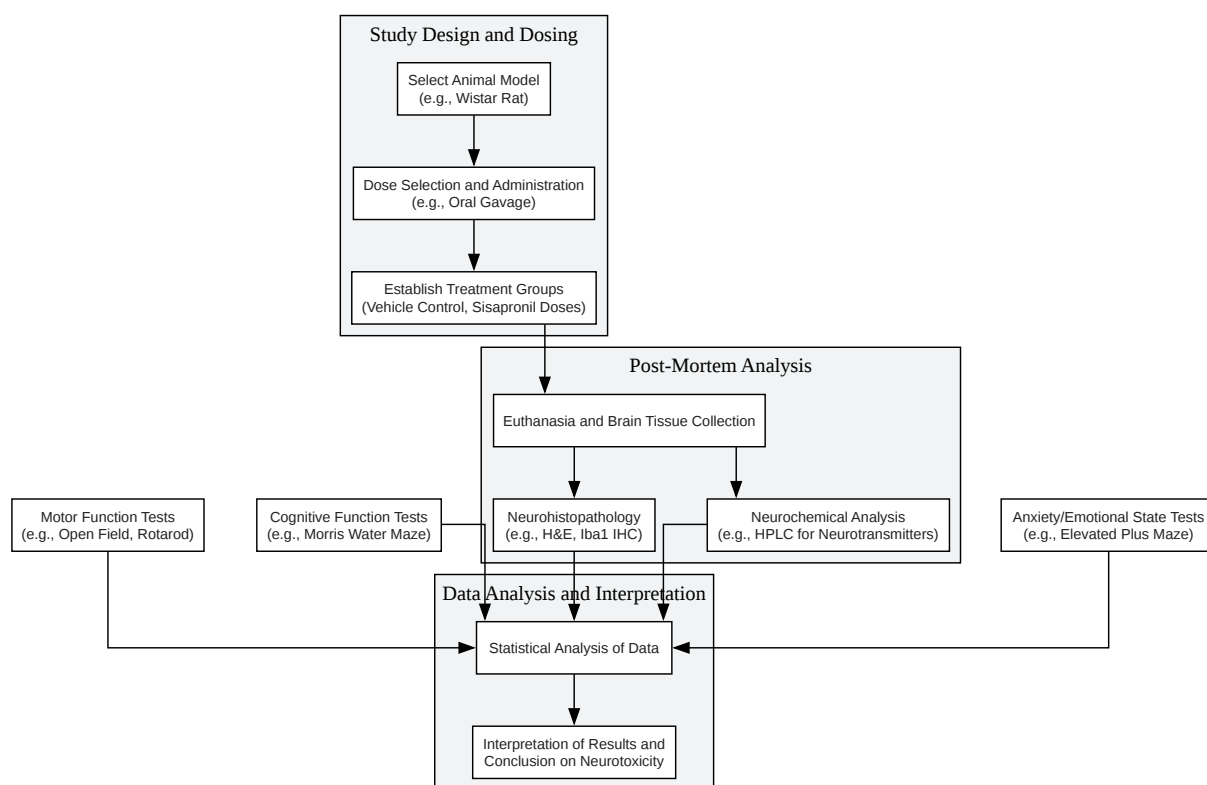 Study Design and Dosing
Select Animal Model
(e.g., Wistar Rat)
Dose Selection and Administration
(e.g., Oral Gavage)
Establish Treatment Groups
(Vehicle Control, Sisapronil Doses)
Post-Mortem Analysis
Euthanasia and Brain Tissue Collection
Motor Function Tests
(e.g., Open Field, Rotarod)
Cognitive Function Tests
(e.g., Morris Water Maze)
Neurohistopathology
(e.g., H&E, Iba1 IHC)
Neurochemical Analysis
(e.g., HPLC for Neurotransmitters)
Anxiety/Emotional State Tests
(e.g., Elevated Plus Maze)
Data Analysis and Interpretation
Statistical Analysis of Data
Interpretation of Results and
Conclusion on Neurotoxicity